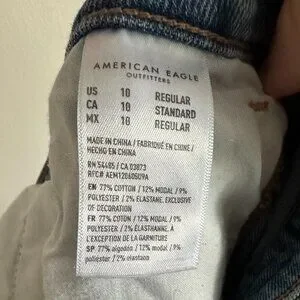 AMERICAN EAGLE
OUTFITTERS
US 10 REGULAR
CA 10 STANDARD
MX 10 REGULAR
MADE IN CHINA / FABRIQUÉ EN CHINE /
HECHO EN CHINA
RN 54485 / CA 03873
RFC# AEM12060509A
EN 77% COTTON / 12% MODAL / 9%
POLYESTER / 2% ELASTANE, EXCLUSIVE
OF DECORATION
FR 77% COTON / 12% MODAL / 9%
POLYESTER / 2% ÉLASTHANNE, À
L'EXCEPTION DE LA GARNITURE
SP 77% algodón / 12% modal / 9%
poliéster / 2% elastano